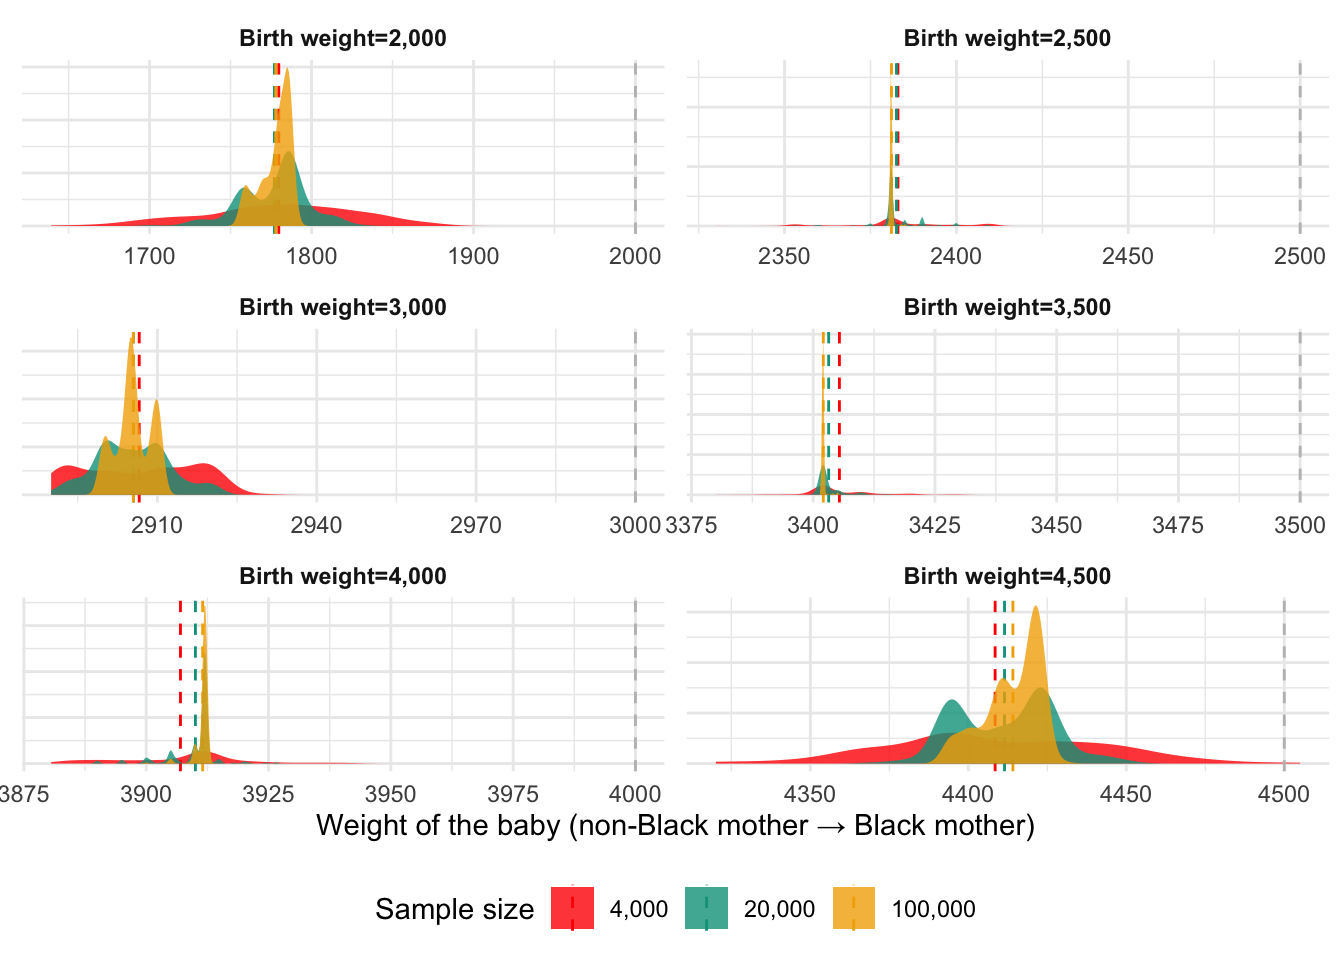 Birth weight=2,000
Birth weight=2,500
1700 1800 1900 2000
2350 2400 2450 2500
Birth weight=3,000
Birth weight=3,500
2910 2940 2970 3000
3375 3400 3425 3450 3475 3500
Birth weight=4,000
Birth weight=4,500
3875 3900 3925 3950 3975 4000
4350 4400 4450 4500
Weight of the baby (non-Black mother → Black mother)
Sample size 4,000 20,000 100,000